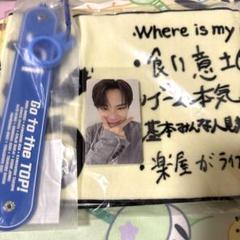 Go to the TOP!
Where is my
・食い意土
ゲーム本気
基本みんな人見
・楽屋がライ